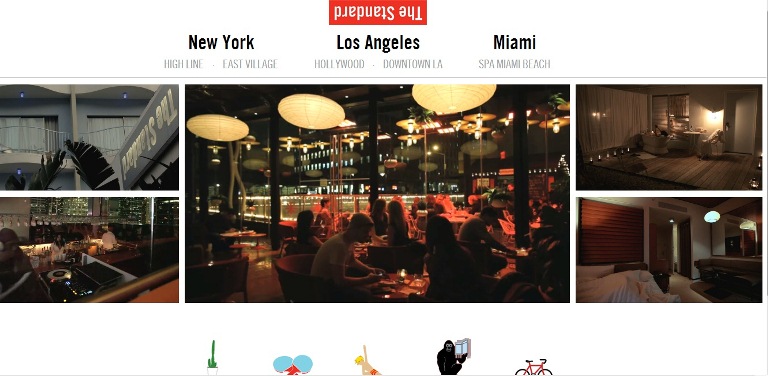 The Standard
New York
Los Angeles
Miami
HIGH LINE · EAST VILLAGE
HOLLYWOOD · DOWNTOWN LA
SPA MIAMI BEACH
The Standard